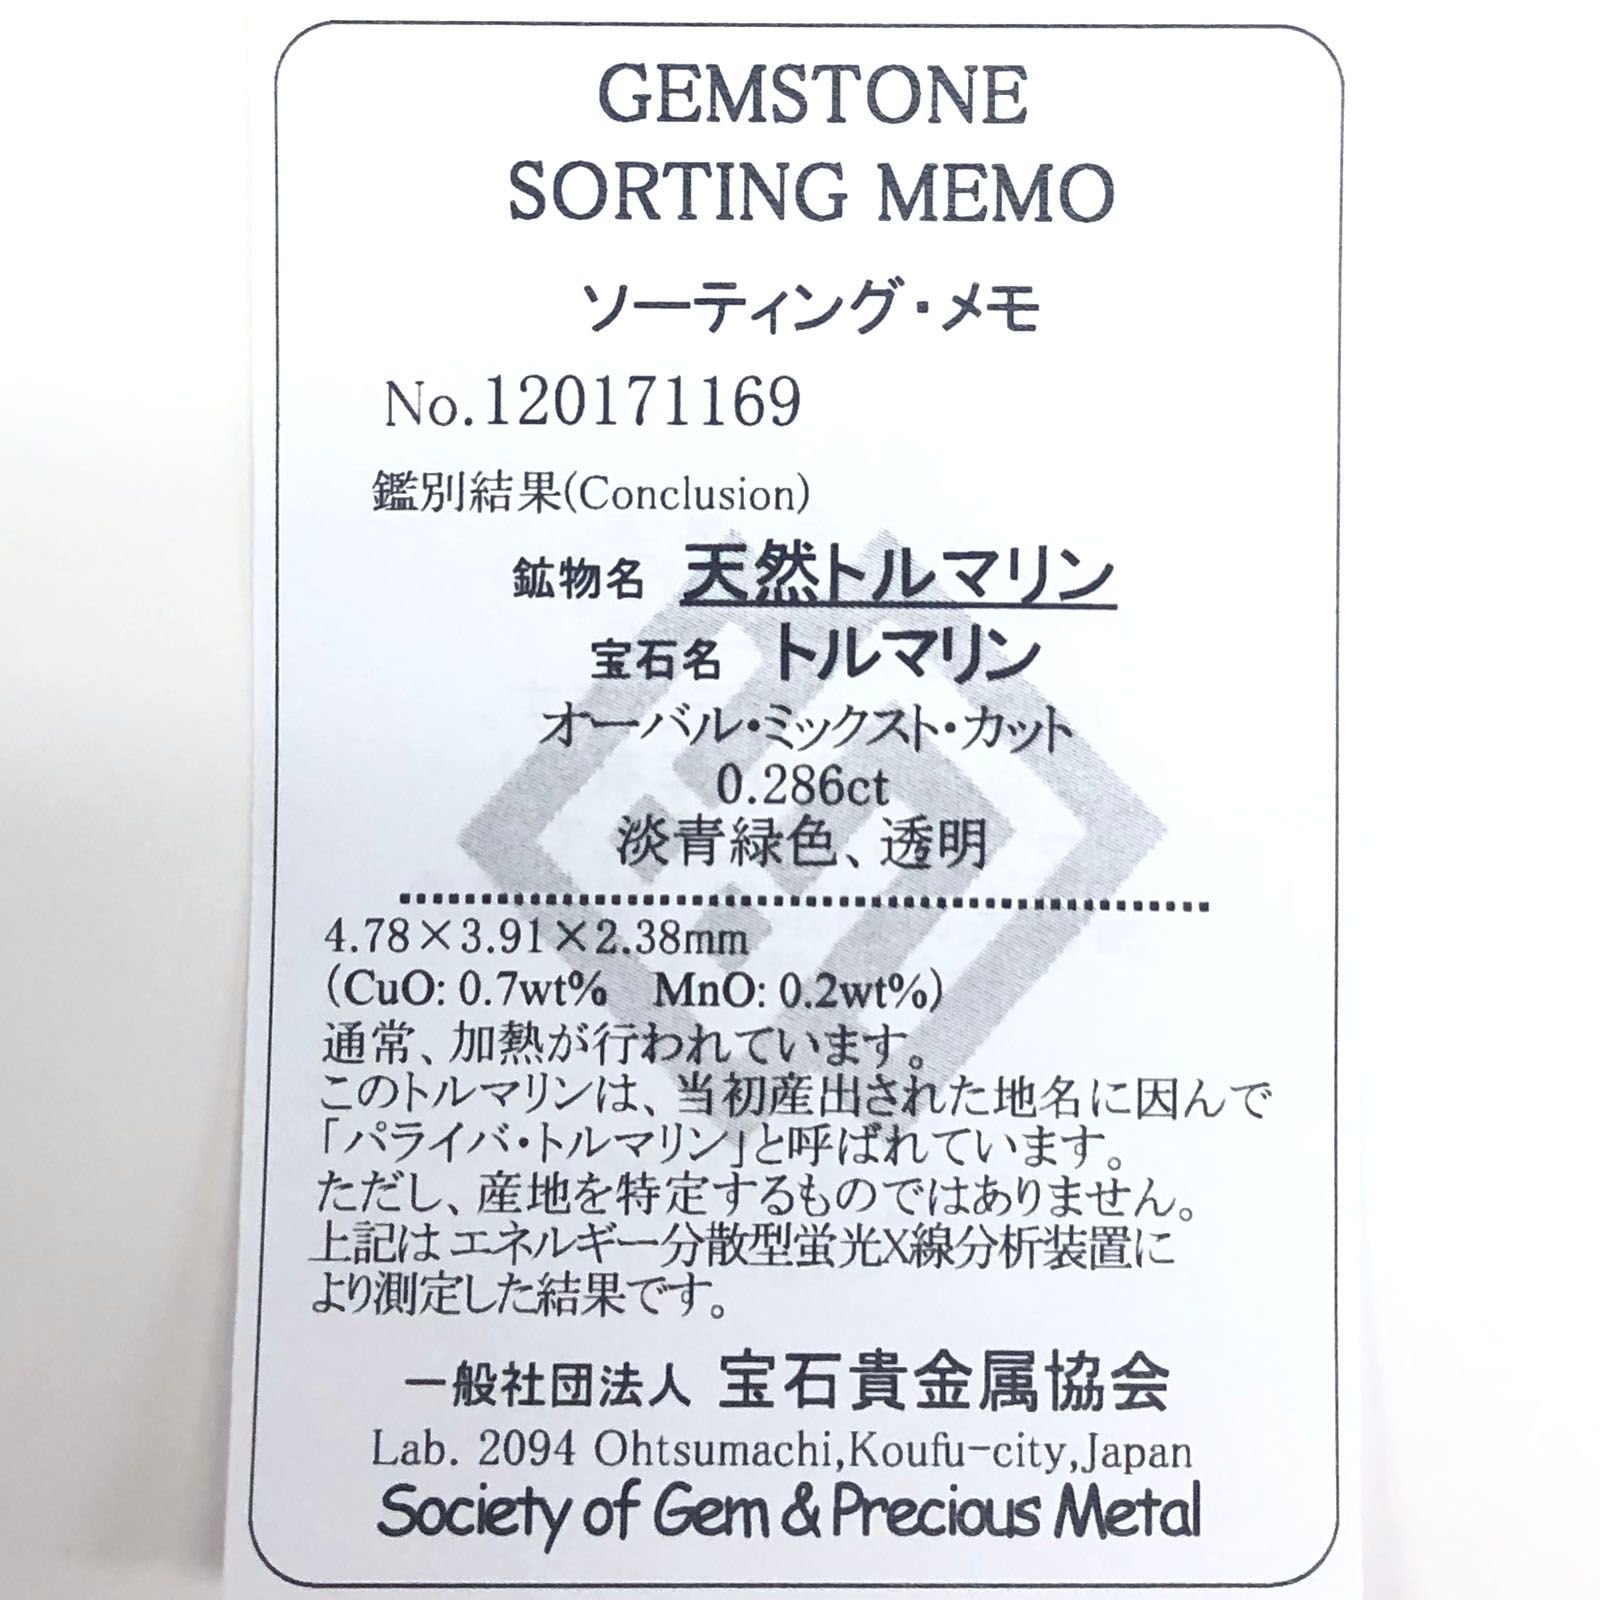 GEMSTONE
SORTING MEMO
ソーティング・メモ
No.120171169
鑑別結果(Conclusion)
鉱物名 天然トルマリン
宝石名 トルマリン
オーバル・ミックスト・カット
0.286ct
淡青緑色、透明
4.78×3.91×2.38mm
(CuO: 0.7wt% MnO: 0.2wt%)
通常、加熱が行われています。
このトルマリンは、当初産出された地名に因んで
「パライバ・トルマリン」と呼ばれています。
ただし、産地を特定するものではありません。
上記はエネルギー分散型蛍光X線分析装置に
より測定した結果です。
一般社団法人 宝石貴金属協会
Lab. 2094 Ohtsumachi,Koufu-city,Japan
Society of Gem & Precious Metal